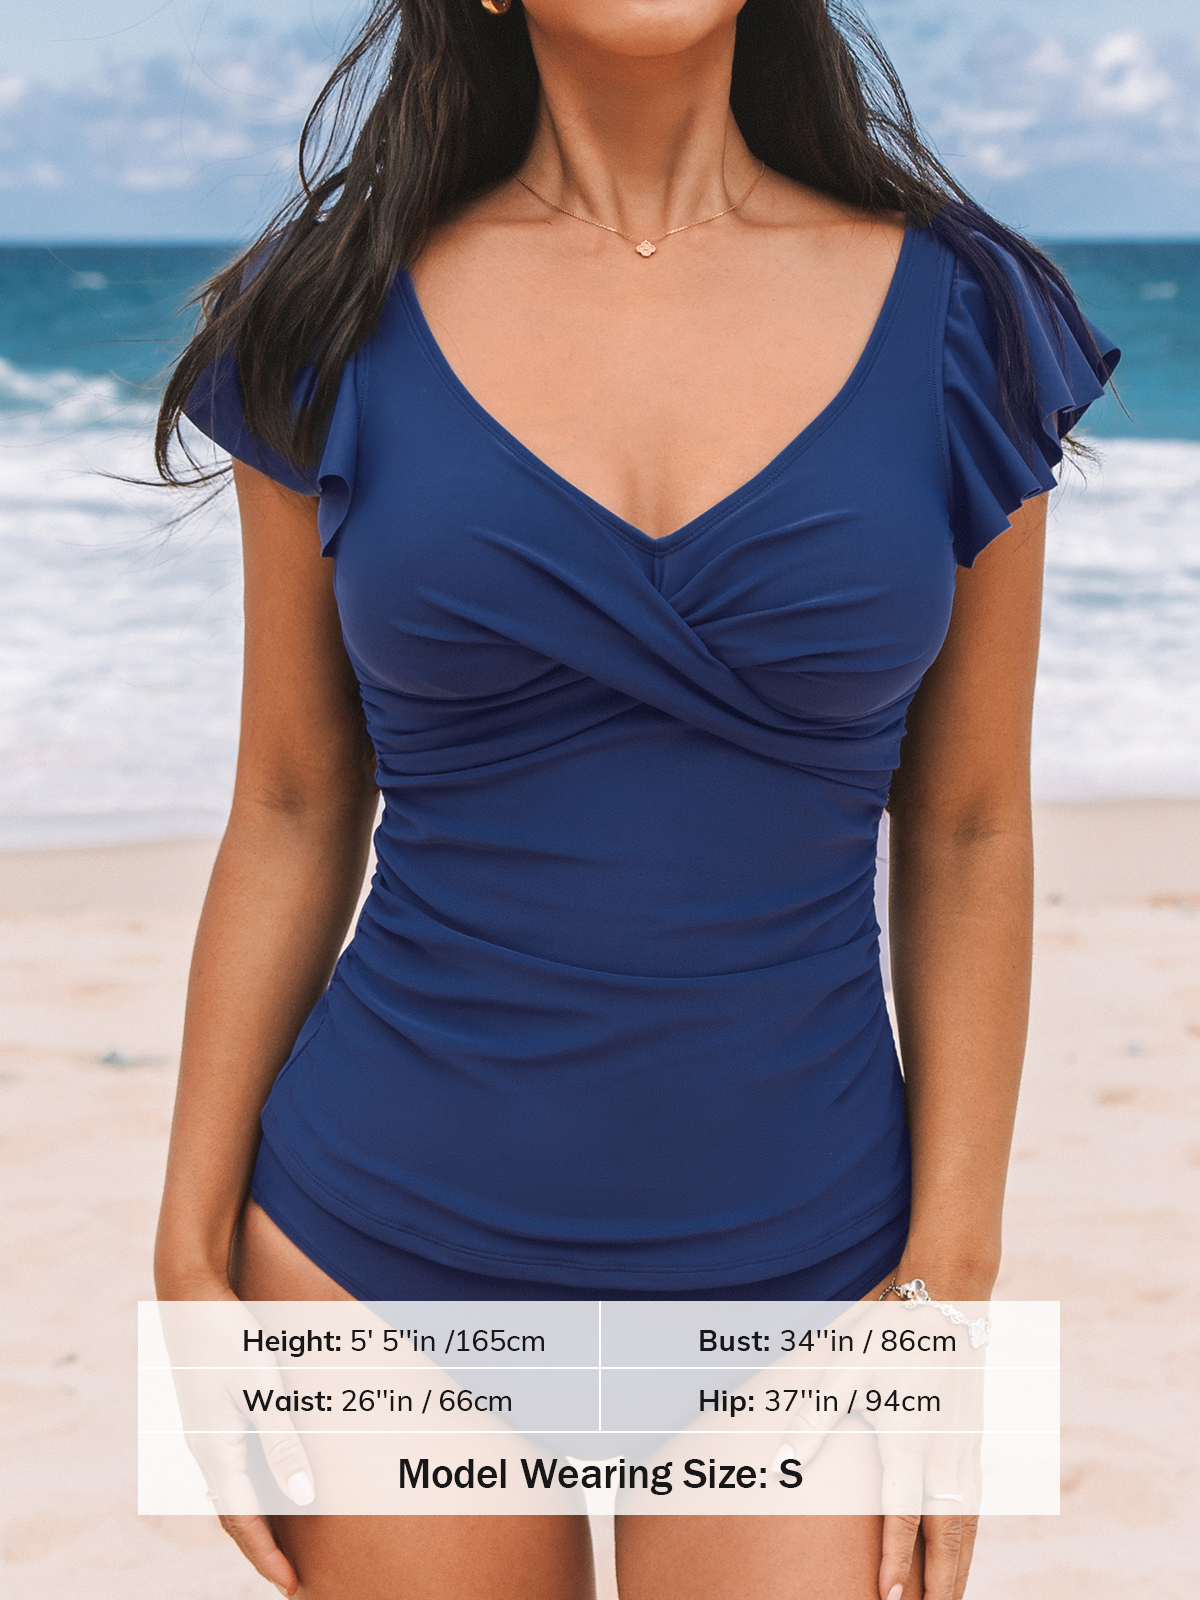 Height: 5' 5''in /165cm
Bust: 34''in / 86cm
Waist: 26''in / 66cm
Hip: 37''in / 94cm
Model Wearing Size: S